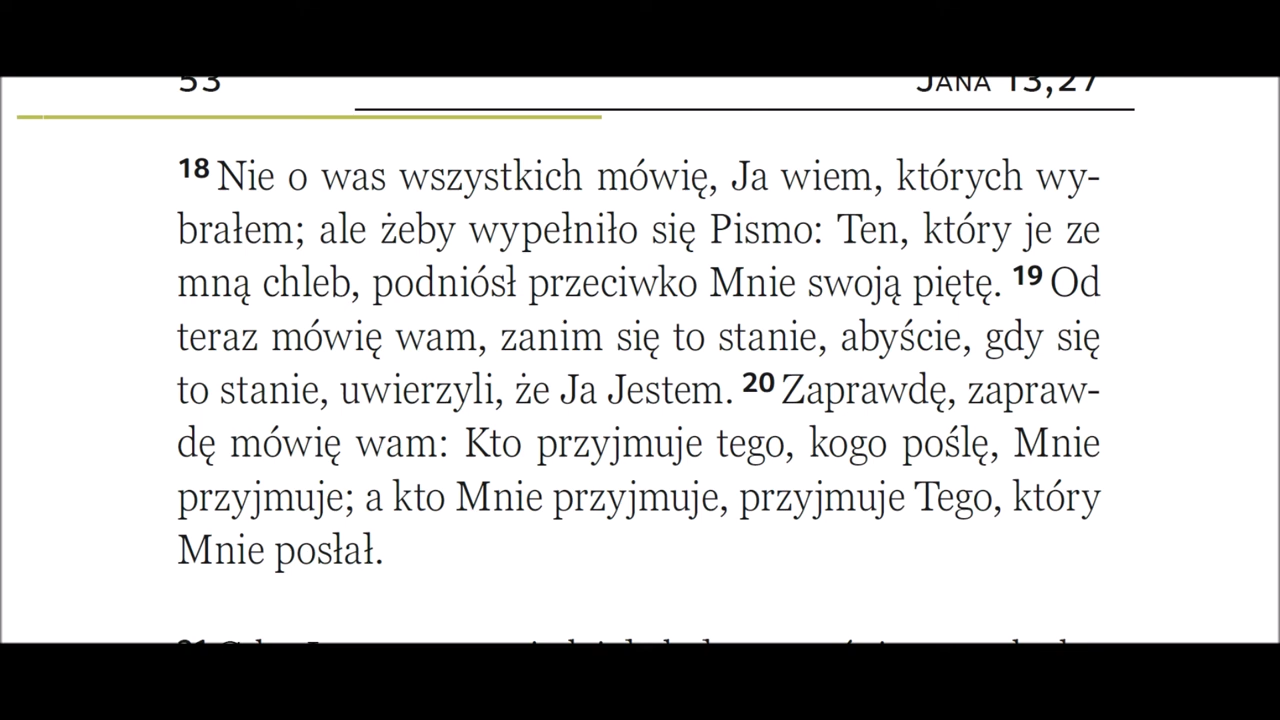 53 JANA 13,27
18 Nie o was wszystkich mówię, Ja wiem, których wy-
brałem; ale żeby wypełniło się Pismo: Ten, który je ze
mną chleb, podniósł przeciwko Mnie swoją piętę. 19 Od
teraz mówię wam, zanim się to stanie, abyście, gdy się
to stanie, uwierzyli, że Ja Jestem. 20 Zaprawdę, zapraw-
dę mówię wam: Kto przyjmuje tego, kogo poślę, Mnie
przyjmuje; a kto Mnie przyjmuje, przyjmuje Tego, który
Mnie posłał.